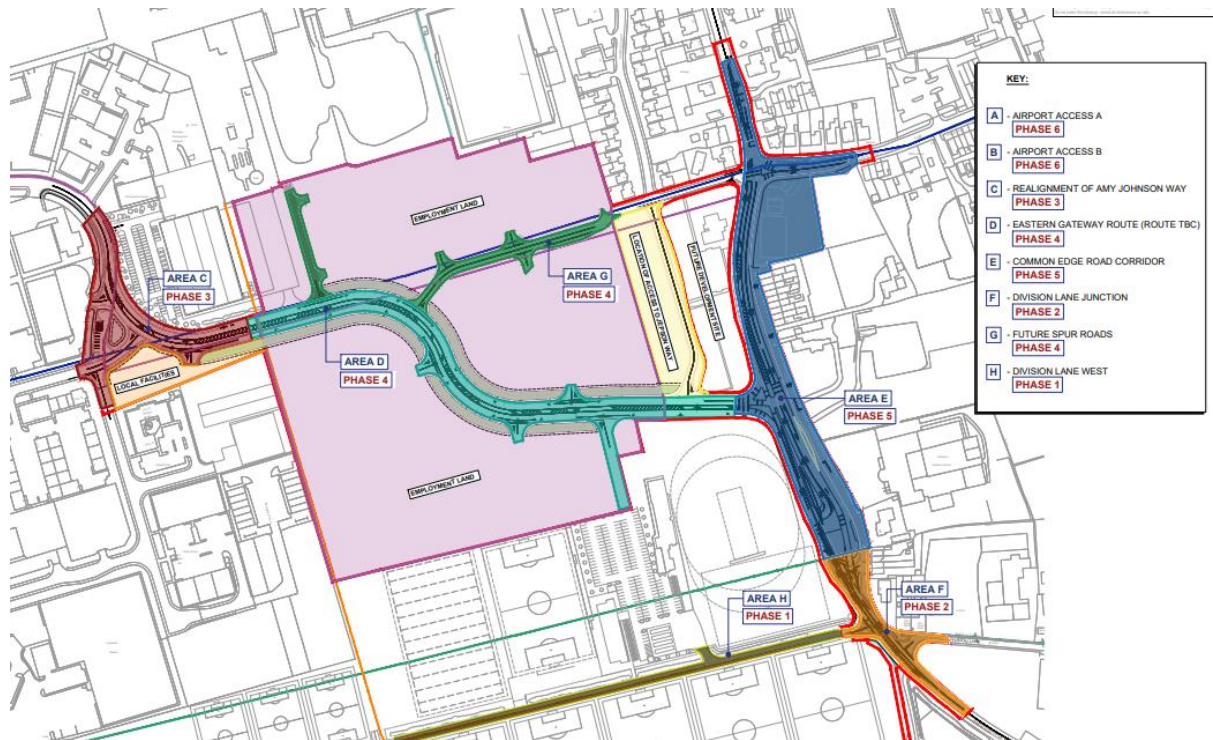 KEY:
A - AIRPORT ACCESS A
PHASE 6
B - AIRPORT ACCESS B
PHASE 6
C - REALIGNMENT OF AMY JOHNSON WAY
PHASE 3
D - EASTERN GATEWAY ROUTE (ROUTE TBC)
PHASE 4
E - COMMON EDGE ROAD CORRIDOR
PHASE 5
F - DIVISION LANE JUNCTION
PHASE 2
G - FUTURE SPUR ROADS
PHASE 4
H - DIVISION LANE WEST
PHASE 1
EMPLOYMENT LAND
AREA C
PHASE 3
AREA G
PHASE 4
LOCATION OF ACCESS TO JEPSON WAY
FUTURE DEVELOPMENT SITE
AREA D
PHASE 4
LOCAL FACILITIES
AREA E
PHASE 5
EMPLOYMENT LAND
AREA H
PHASE 1
AREA F
PHASE 2